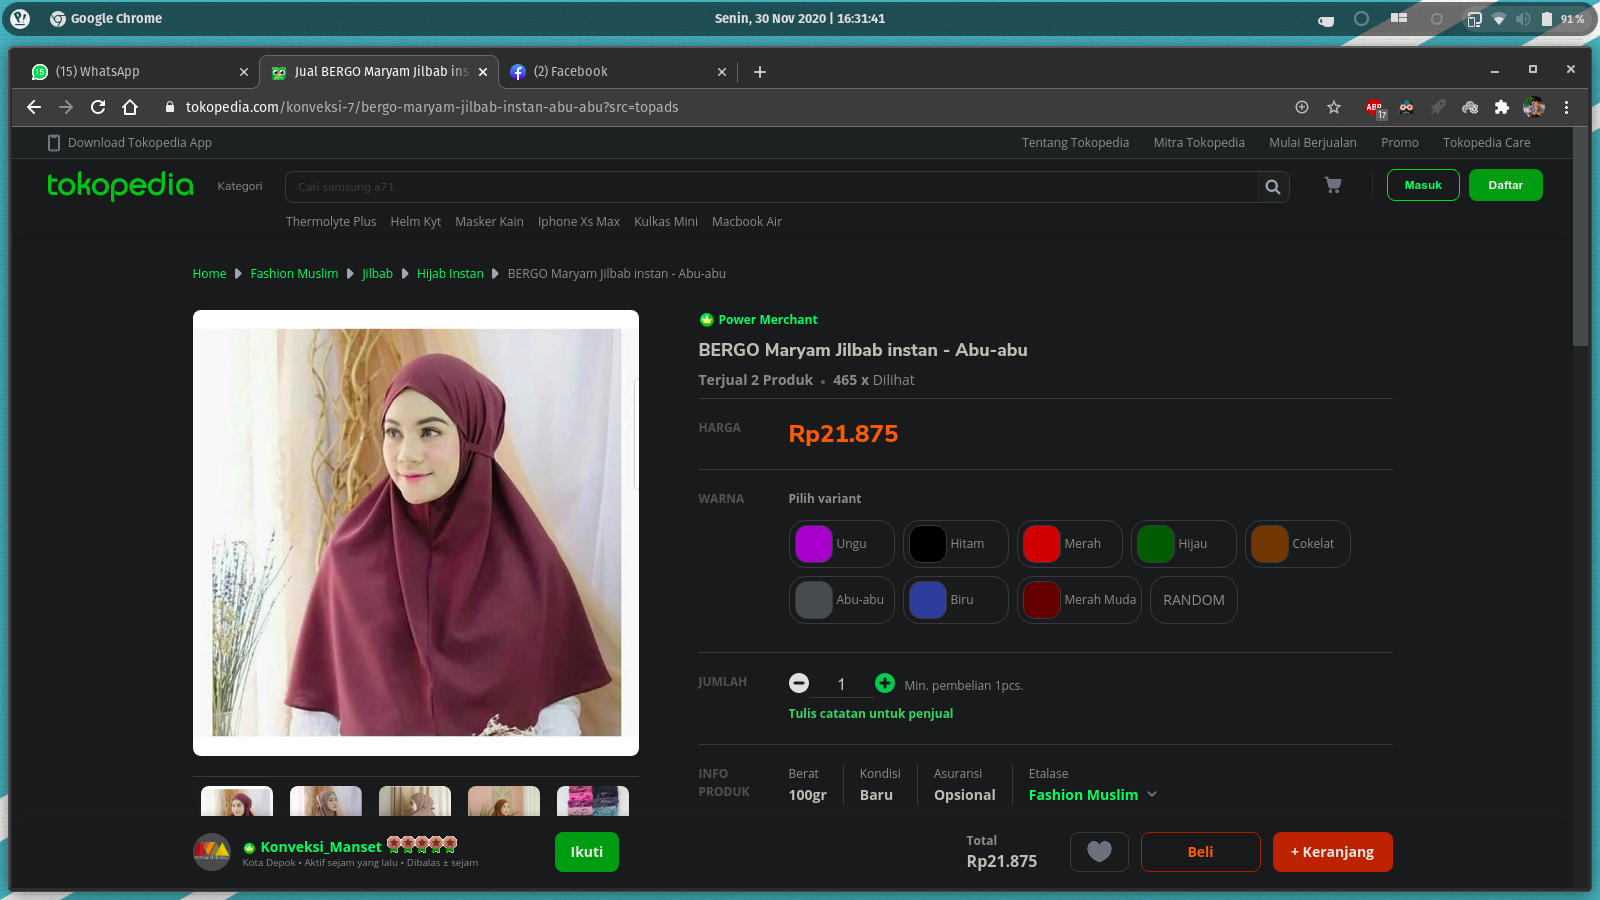 Google Chrome
Senin, 30 Nov 2020 | 16:31:41
91 %
(15) WhatsApp
Jual BERGO Maryam Jilbab ins
(2) Facebook
tokopedia.com/konveksi-7/bergo-maryam-jilbab-instan-abu-abu?src=topads
ABP
17
Download Tokopedia App
Tentang Tokopedia
Mitra Tokopedia
Mulai Berjualan
Promo
Tokopedia Care
tokopedia
Kategori
Cari samsung a71
Masuk
Daftar
Thermolyte Plus
Helm Kyt
Masker Kain
Iphone Xs Max
Kulkas Mini
Macbook Air
Home
Fashion Muslim
Jilbab
Hijab Instan
BERGO Maryam Jilbab instan - Abu-abu
Power Merchant
BERGO Maryam Jilbab instan - Abu-abu
Terjual 2 Produk • 465 x Dilihat
HARGA
Rp21.875
WARNA
Pilih variant
Ungu
Hitam
Merah
Hijau
Cokelat
Abu-abu
Biru
Merah Muda
RANDOM
JUMLAH
1
Min. pembelian 1pcs.
Tulis catatan untuk penjual
INFO PRODUK
Berat
100gr
Kondisi
Baru
Asuransi
Opsional
Etalase
Fashion Muslim
Konveksi_Manset
Kota Depok • Aktif sejam yang lalu • Dibalas ± sejam
Ikuti
Total
Rp21.875
Beli
+ Keranjang